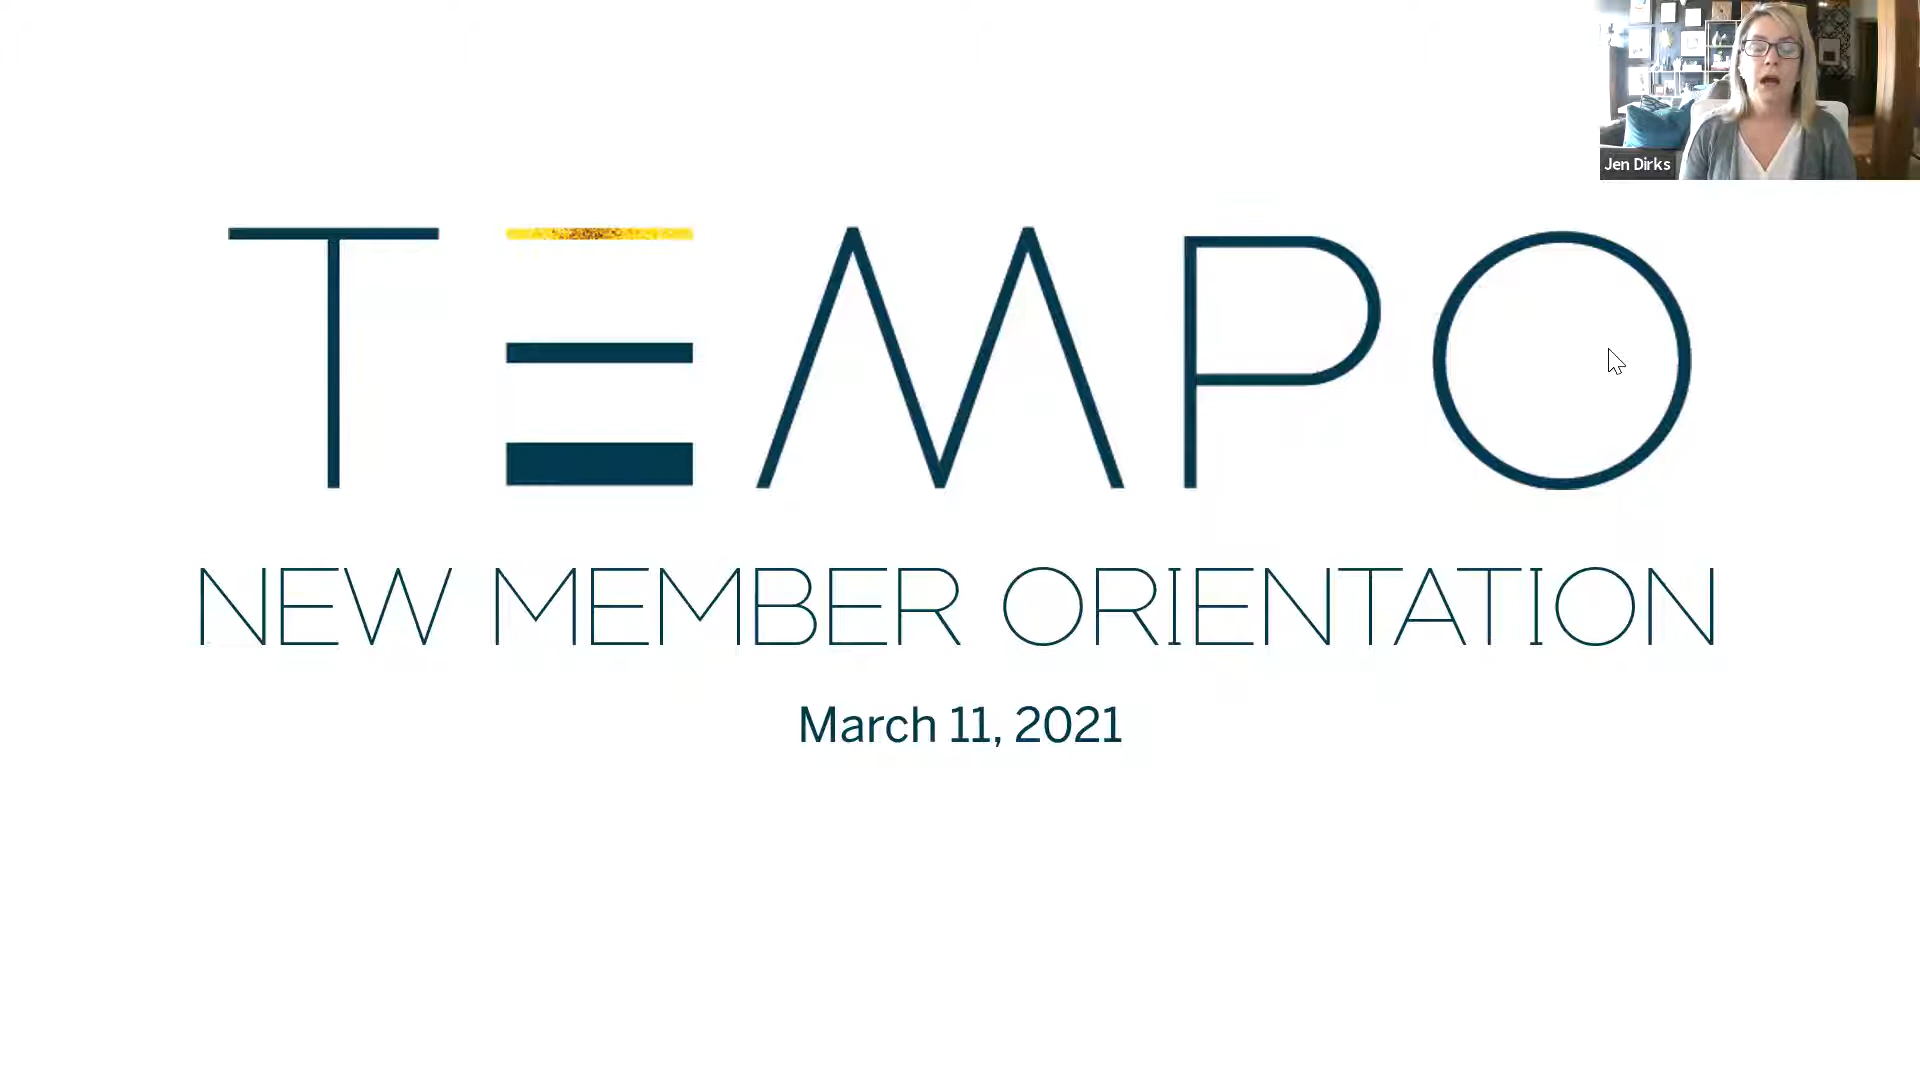 Jen Dirks
TEMPO
NEW MEMBER ORIENTATION
March 11, 2021